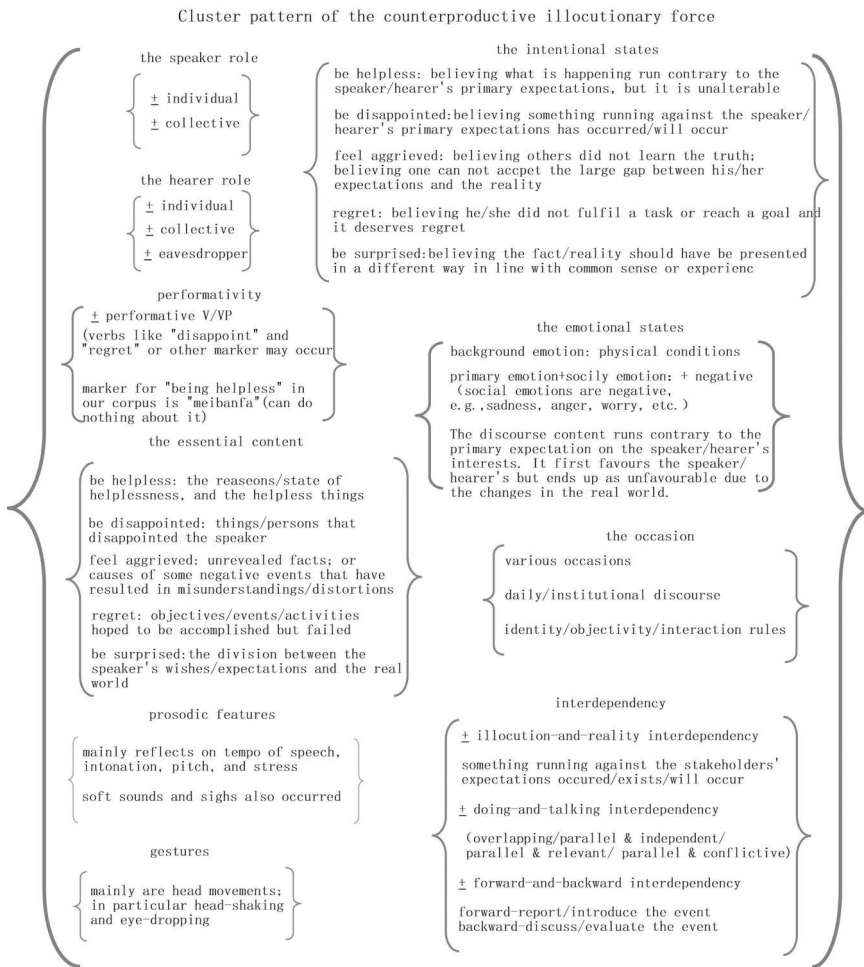 Cluster pattern of the counterproductive illocutionary force
the speaker role
± individual
± collective
the hearer role
± individual
± collective
± eavesdropper
performativity
± performative V/VP
(verbs like "disappoint" and
"regret" or other marker may occur
marker for "being helpless" in
our corpus is "meibanfa"(can do
nothing about it)
the essential content
be helpless: the reaseons/state of
helplessness, and the helpless things
be disappointed: things/persons that
disappointed the speaker
feel aggrieved: unrevealed facts; or
causes of some negative events that have
resulted in misunderstandings/distortions
regret: objectives/events/activities
hoped to be accomplished but failed
be surprised:the division between the
speaker's wishes/expectations and the real
world
prosodic features
mainly reflects on tempo of speech,
intonation, pitch, and stress
soft sounds and sighs also occurred
gestures
mainly are head movements;
in particular head-shaking
and eye-dropping
the intentional states
be helpless: believing what is happening run contrary to the
speaker/hearer's primary expectations, but it is unalterable
be disappointed:believing something running against the speaker/
hearer's primary expectations has occurred/will occur
feel aggrieved: believing others did not learn the truth;
believing one can not accpet the large gap between his/her
expectations and the reality
regret: believing he/she did not fulfil a task or reach a goal and
it deserves regret
be surprised:believing the fact/reality should have be presented
in a different way in line with common sense or experienc
the emotional states
background emotion: physical conditions
primary emotion+socily emotion: + negative
(social emotions are negative,
e.g.,sadness, anger, worry, etc.)
The discourse content runs contrary to the
primary expectation on the speaker/hearer's
interests. It first favours the speaker/
hearer's but ends up as unfavourable due to
the changes in the real world.
the occasion
various occasions
daily/institutional discourse
identity/objectivity/interaction rules
interdependency
± illocution-and-reality interdependency
something running against the stakeholders'
expectations occured/exists/will occur
± doing-and-talking interdependency
(overlapping/parallel & independent/
parallel & relevant/ parallel & conflictive)
± forward-and-backward interdependency
forward-report/introduce the event
backward-discuss/evaluate the event